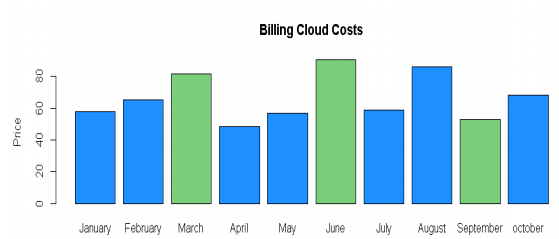 Billing Cloud Costs
Price
80
60
40
20
0
January February March April May June July August September october